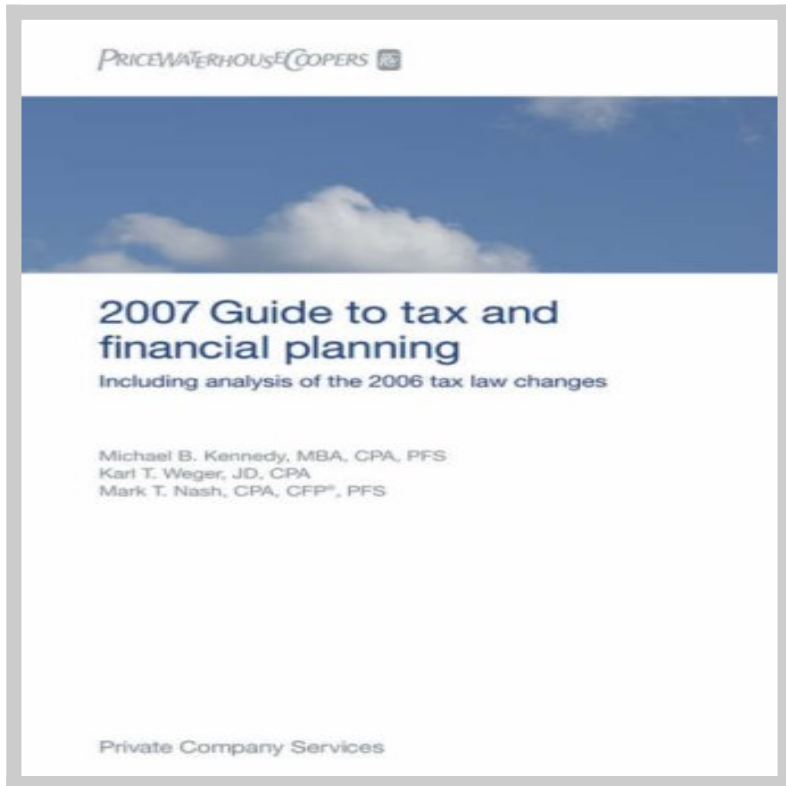 PRICEWATERHOUSECOOPERS
2007 Guide to tax and
financial planning
Including analysis of the 2006 tax law changes
Michael B. Kennedy, MBA, CPA, PFS
Karl T. Weger, JD, CPA
Mark T. Nash, CPA, CFP®, PFS
Private Company Services